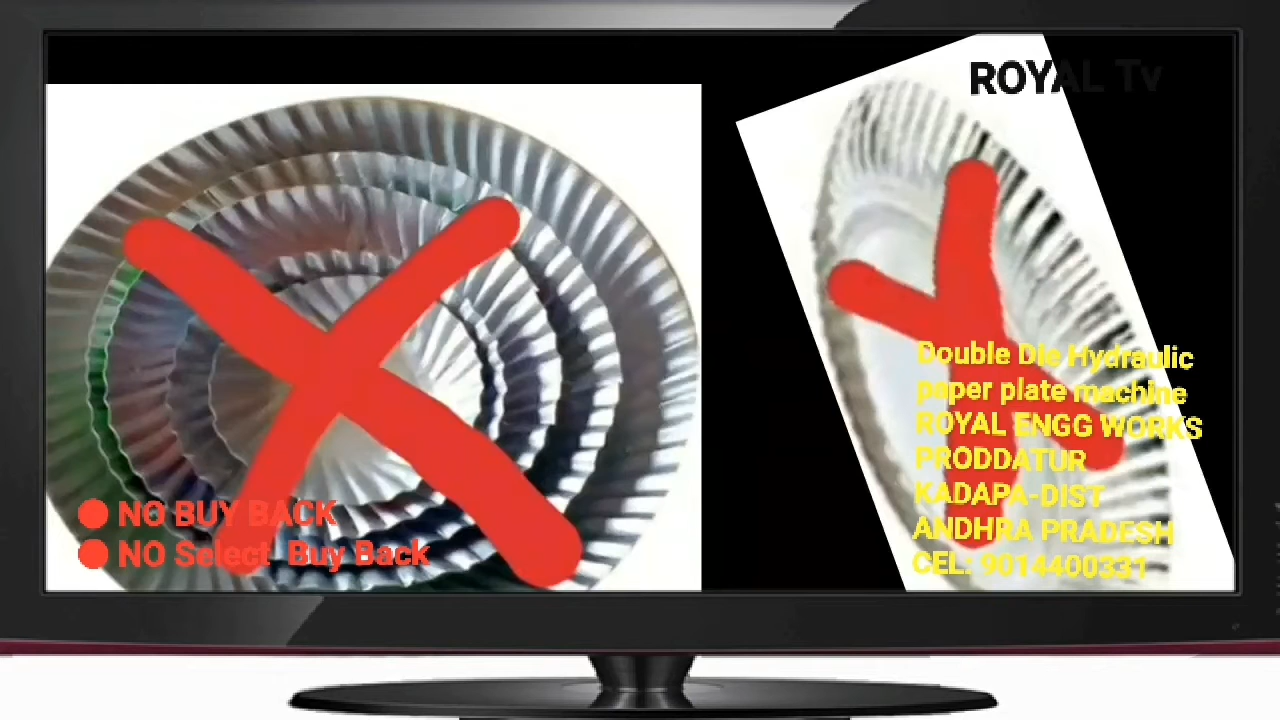 ROYAL Tv
Double Die Hydraulic
paper plate machine
ROYAL ENGG WORKS
PRODDATUR
KADAPA-DIST
ANDHRA PRADESH
CEL: 9014400331
NO BUY BACK
NO Select Buy Back